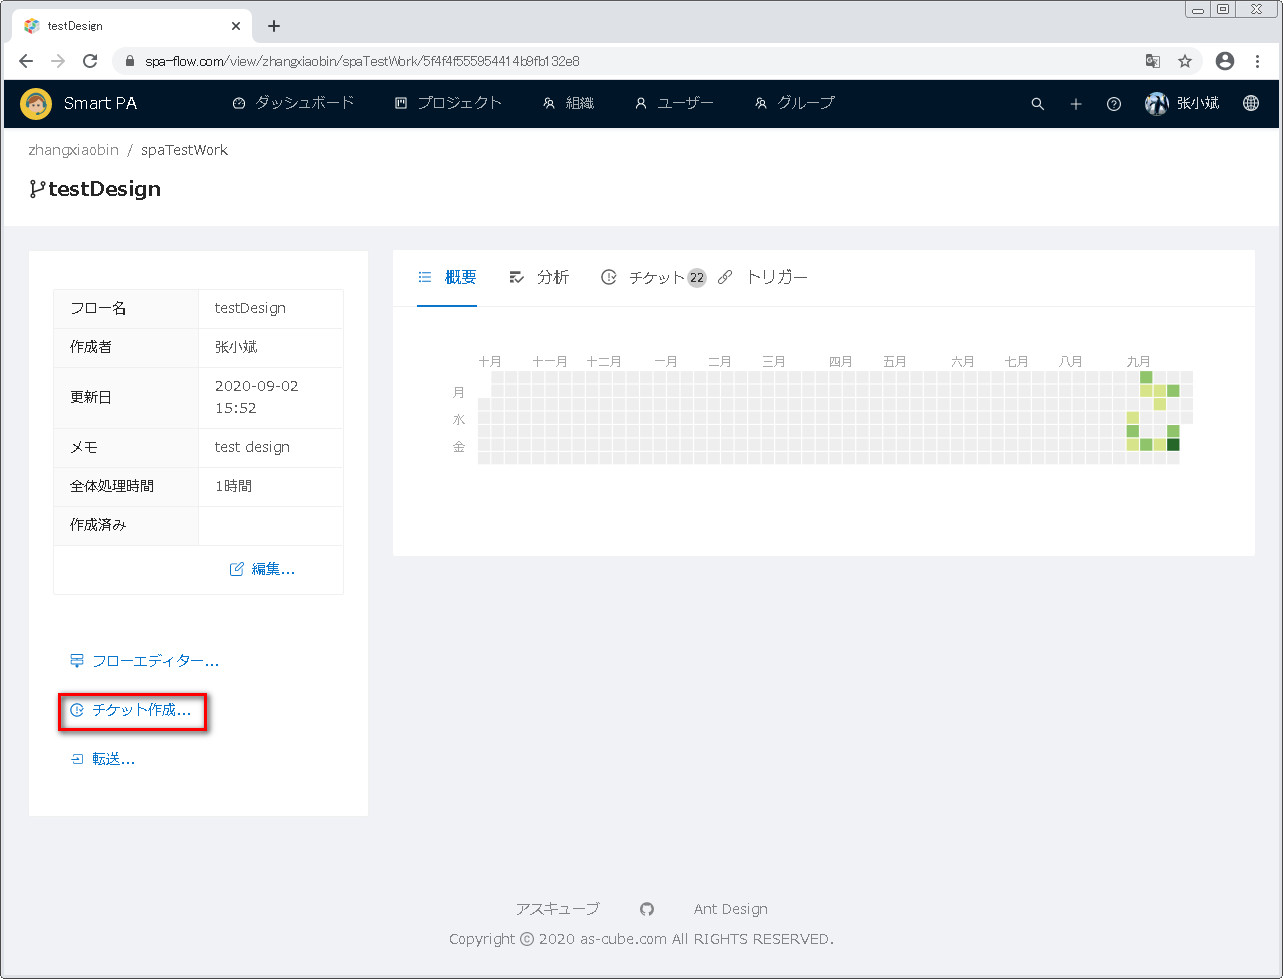 testDesign
spa-flow.com/view/zhangxiaobin/spaTestWork/5f4f4f555954414b9fb132e8
Smart PA ダッシュボード プロジェクト 組織 ユーザー グループ 张小斌
zhangxiaobin / spaTestWork
testDesign
フロー名 testDesign
作成者 张小斌
更新日 2020-09-02
15:52
メモ test design
全体処理時間 1時間
作成済み
編集...
フローエディター...
チケット作成...
転送...
概要 分析 チケット 22 トリガー
十月 十一月 十二月 一月 二月 三月 四月 五月 六月 七月 八月 九月
月
水
金
アスキューブ Ant Design
Copyright © 2020 as-cube.com All RIGHTS RESERVED.